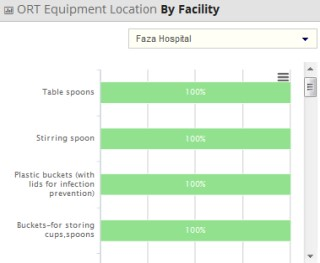 ORT Equipment Location By Facility
Faza Hospital
Table spoons
100%
Stirring spoon
100%
Plastic buckets (with
lids for infection
prevention)
100%
Buckets-for storing
cups,spoons
100%